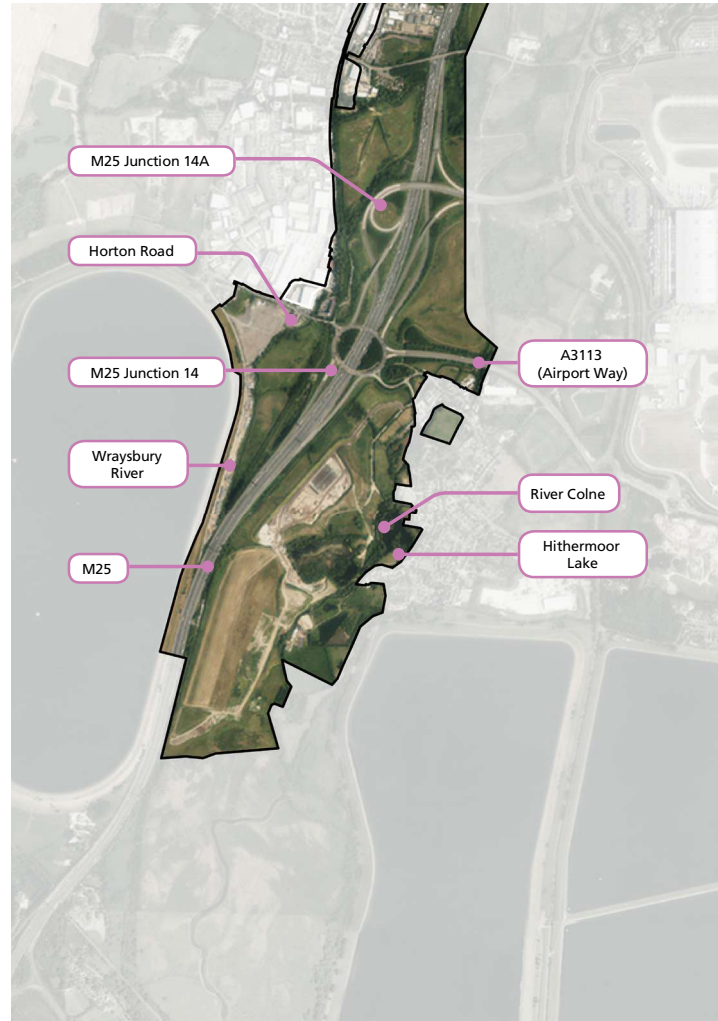 M25 Junction 14A
Horton Road
M25 Junction 14
A3113
(Airport Way)
Wraysbury
River
River Colne
Hithermoor
Lake
M25